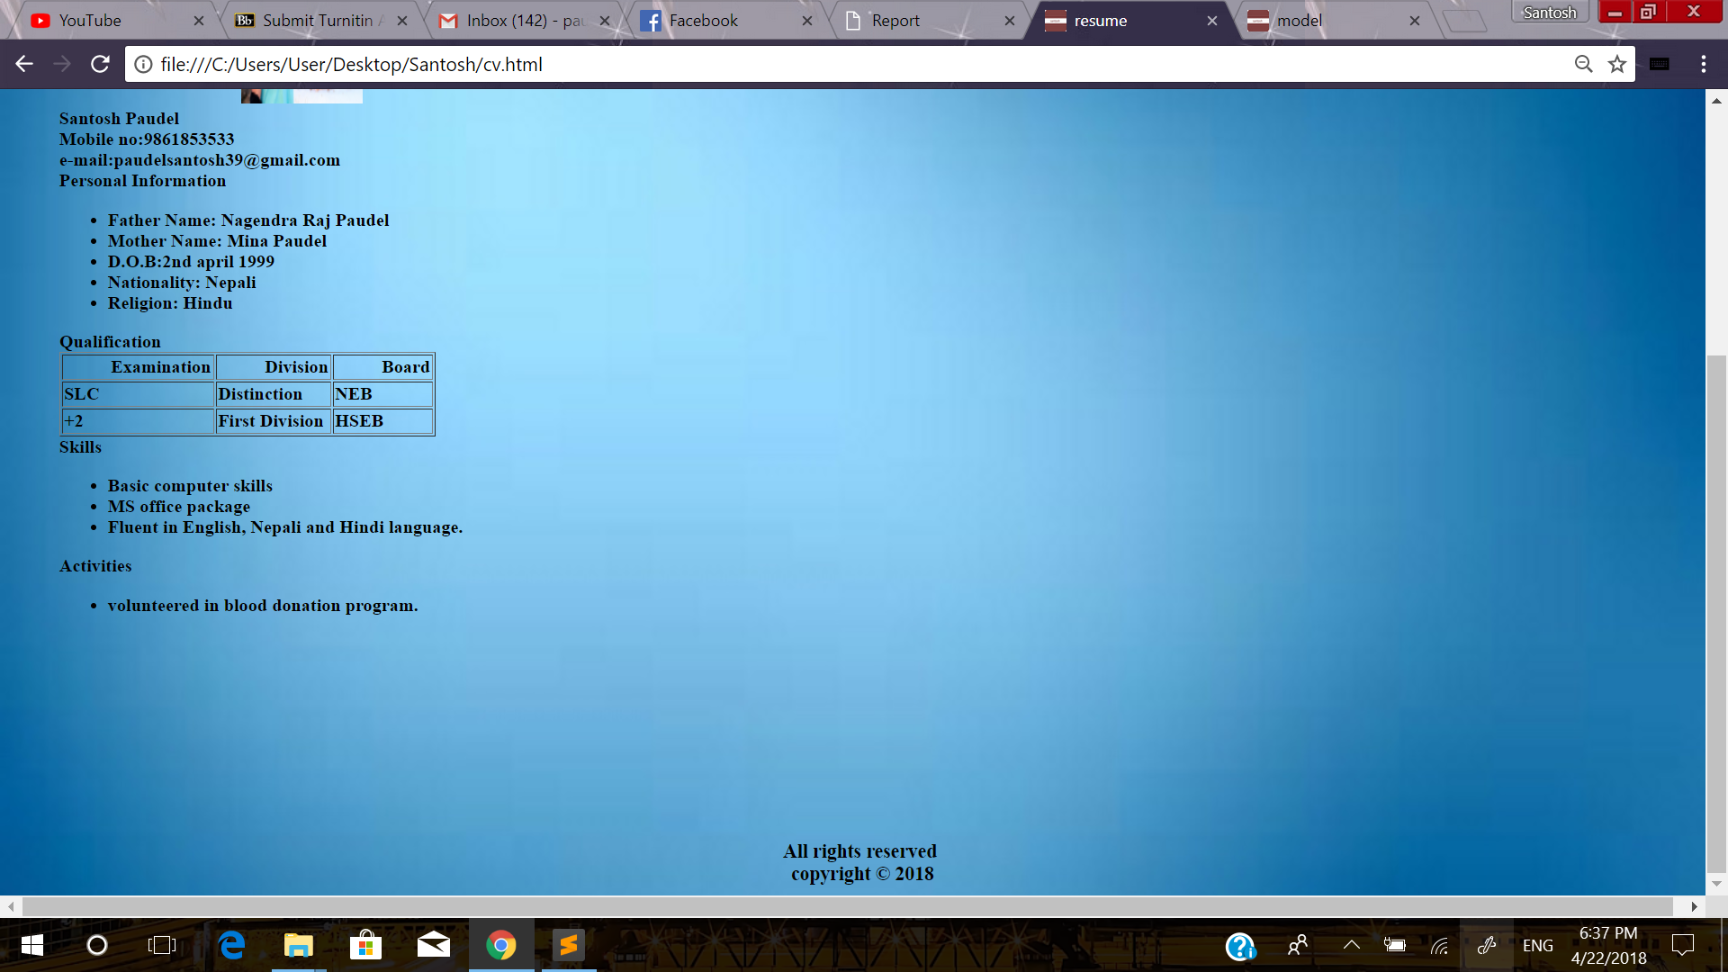 YouTube
Submit Turnitin
Inbox (142) - pau
Facebook
Report
resume
model
Santosh
file:///C:/Users/User/Desktop/Santosh/cv.html
Santosh Paudel
Mobile no:9861853533
e-mail:paudelsantosh39@gmail.com
Personal Information
• Father Name: Nagendra Raj Paudel
• Mother Name: Mina Paudel
• D.O.B:2nd april 1999
• Nationality: Nepali
• Religion: Hindu
Qualification
Examination Division Board
SLC Distinction NEB
+2 First Division HSEB
Skills
• Basic computer skills
• MS office package
• Fluent in English, Nepali and Hindi language.
Activities
• volunteered in blood donation program.
All rights reserved
copyright © 2018
ENG
6:37 PM
4/22/2018